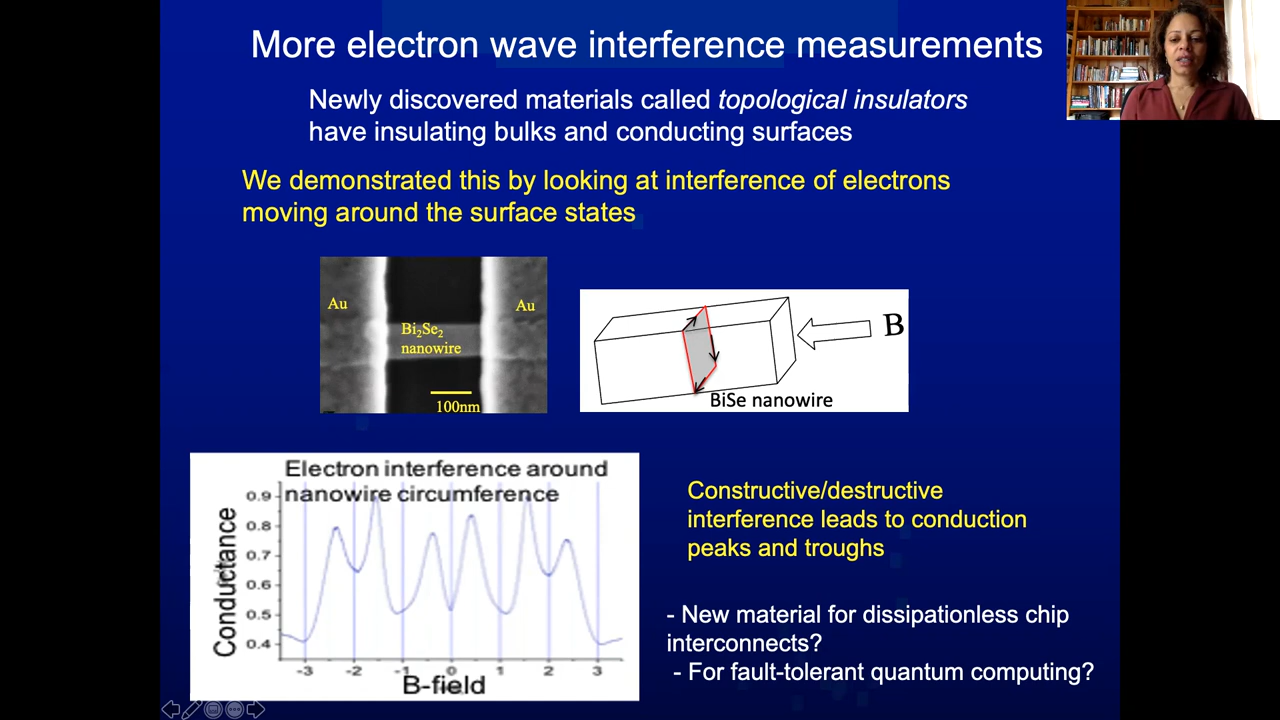 More electron wave interference measurements
Newly discovered materials called topological insulators
have insulating bulks and conducting surfaces
We demonstrated this by looking at interference of electrons
moving around the surface states
Au
Au
Bi₂Se₂
nanowire
100nm
B
BiSe nanowire
Electron interference around
nanowire circumference
Conductance
0.9
0.8
0.7
0.6
0.5
0.4
-3 -2 -1 0 1 2 3
B-field
Constructive/destructive
interference leads to conduction
peaks and troughs
- New material for dissipationless chip
interconnects?
- For fault-tolerant quantum computing?